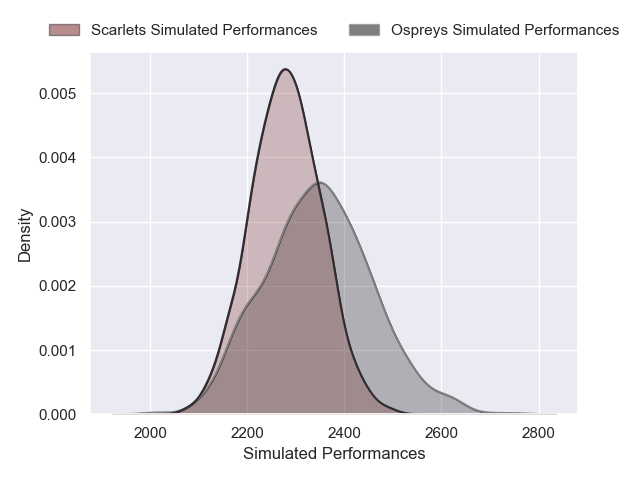 Scarlets Simulated Performances Ospreys Simulated Performances
0.005
0.004
0.003
0.002
0.001
0.000
Density
2000 2200 2400 2600 2800
Simulated Performances